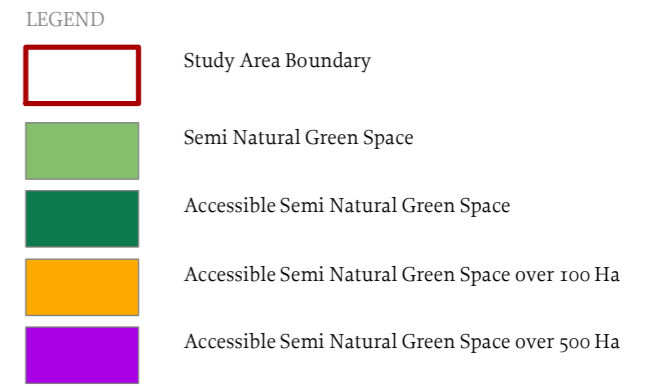 LEGEND
Study Area Boundary
Semi Natural Green Space
Accessible Semi Natural Green Space
Accessible Semi Natural Green Space over 100 Ha
Accessible Semi Natural Green Space over 500 Ha